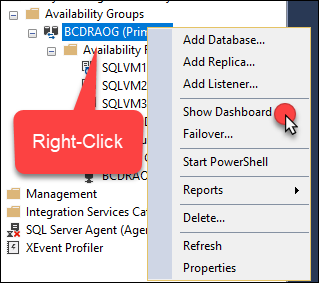 Availability Groups
BCDRAOG (Prim
Availability
SQLVM1
SQLVM2
SQLVM3
Right-Click
BCDRAO
Management
Integration Services Cat
SQL Server Agent (Agen
XEvent Profiler
Add Database...
Add Replica...
Add Listener...
Show Dashboard
Failover...
Start PowerShell
Reports
Delete...
Refresh
Properties